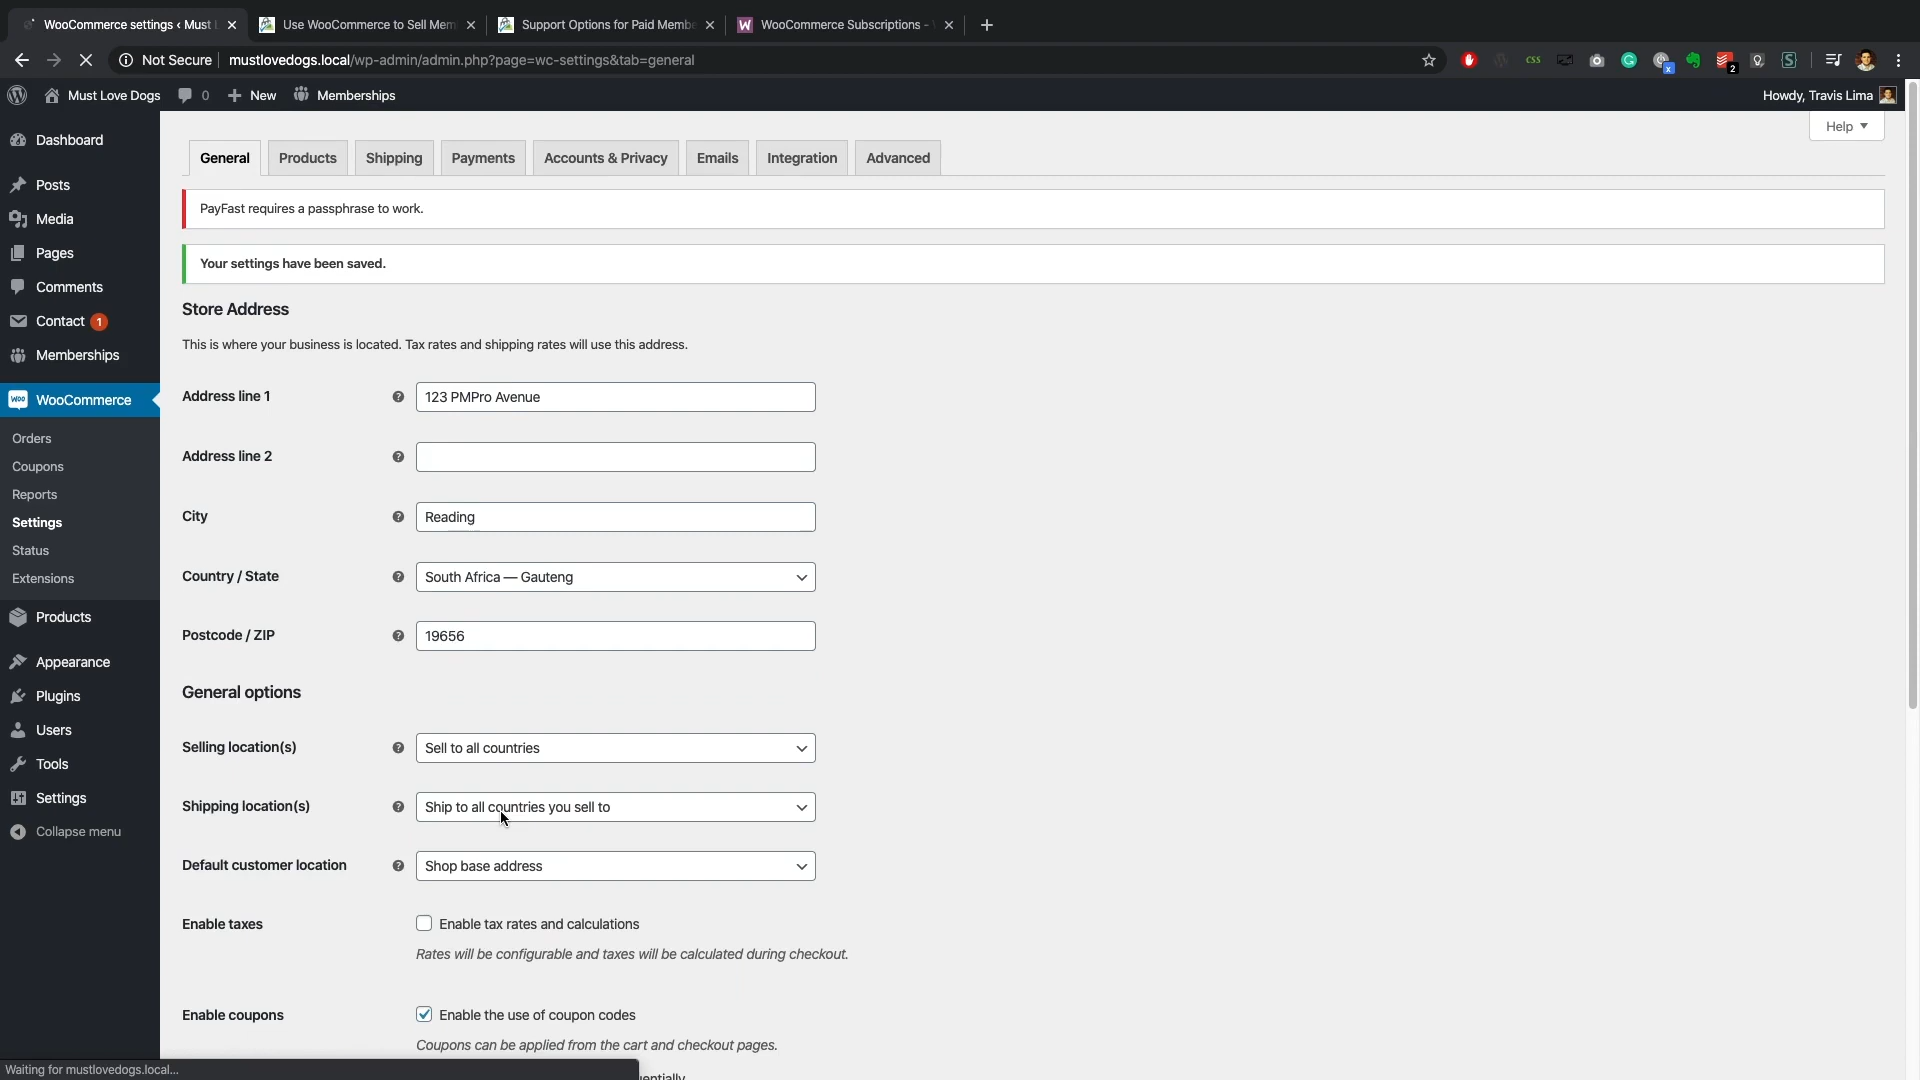 WooCommerce settings ‹ Must L
Use WooCommerce to Sell Mem
Support Options for Paid Membe
WooCommerce Subscriptions -
Not Secure
mustlovedogs.local/wp-admin/admin.php?page=wc-settings&tab=general
css
x
2
Must Love Dogs
0
New
Memberships
Howdy, Travis Lima
Help
Dashboard
Posts
Media
Pages
Comments
Contact 1
Memberships
WooCommerce
Orders
Coupons
Reports
Settings
Status
Extensions
Products
Appearance
Plugins
Users
Tools
Settings
Collapse menu
General
Products
Shipping
Payments
Accounts & Privacy
Emails
Integration
Advanced
PayFast requires a passphrase to work.
Your settings have been saved.
Store Address
This is where your business is located. Tax rates and shipping rates will use this address.
Address line 1
123 PMPro Avenue
Address line 2
City
Reading
Country / State
South Africa — Gauteng
Postcode / ZIP
19656
General options
Selling location(s)
Sell to all countries
Shipping location(s)
Ship to all countries you sell to
Default customer location
Shop base address
Enable taxes
Enable tax rates and calculations
Rates will be configurable and taxes will be calculated during checkout.
Enable coupons
Enable the use of coupon codes
Coupons can be applied from the cart and checkout pages.
Waiting for mustlovedogs.local...